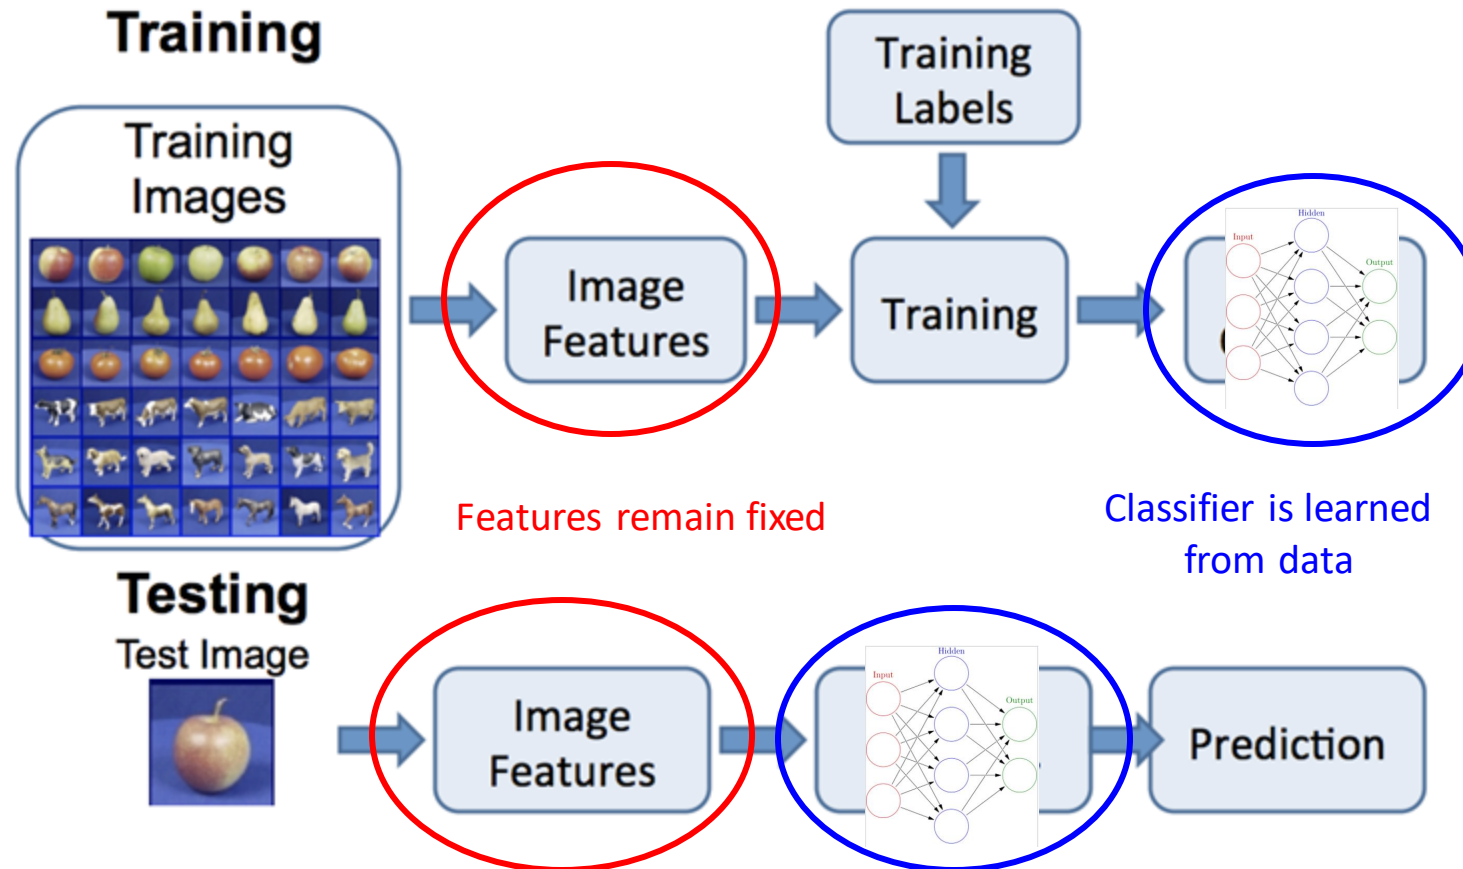 Training
Training
Images
Training
Labels
Image
Features
Training
Input
Hidden
Output
Features remain fixed
Classifier is learned
from data
Testing
Test Image
Image
Features
Input
Hidden
Output
Prediction